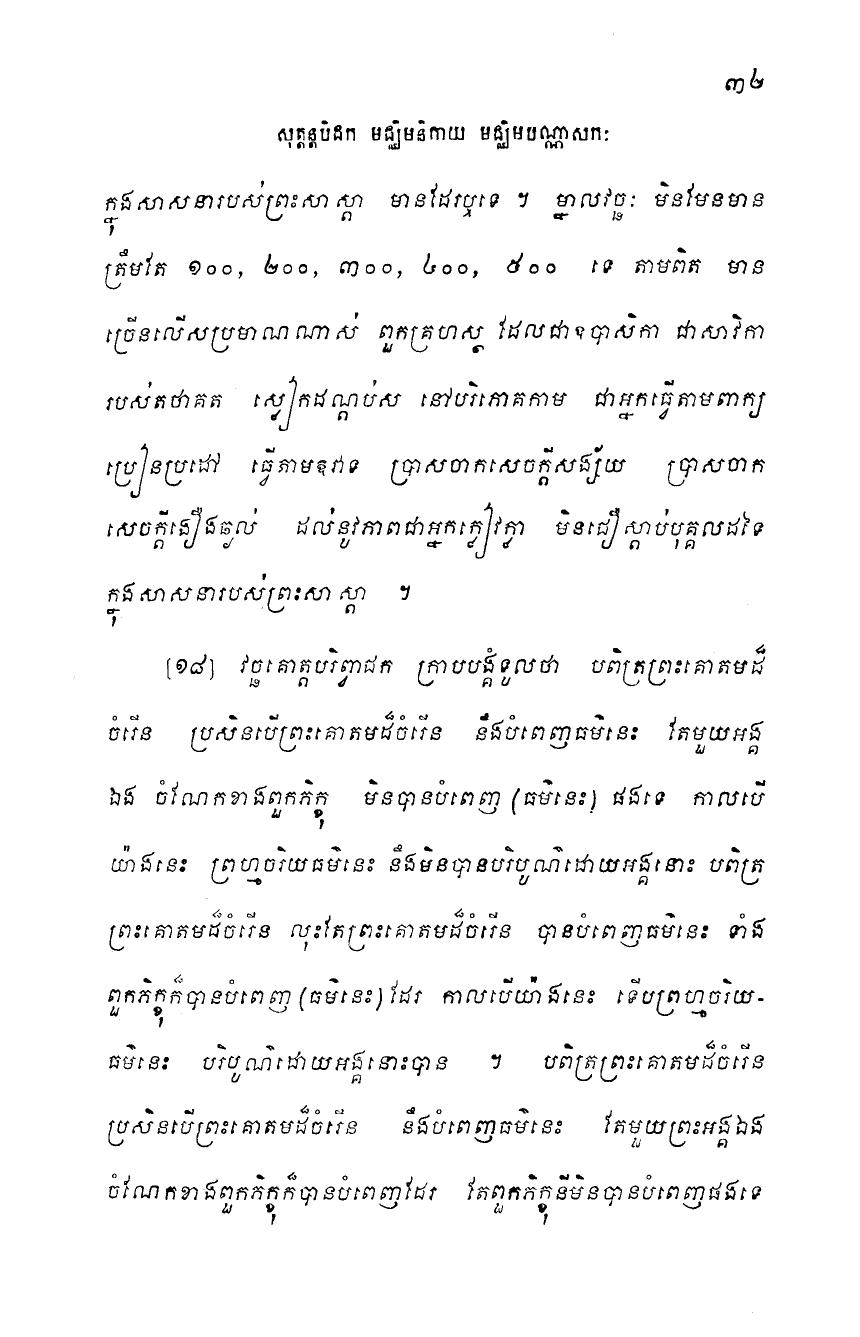 ៣២
សុត្តន្តបិដក មជ្ឈិមនិកាយ មជ្ឈិមបណ្ណាសកៈ
ក្នុងសាសនារបស់ព្រះសាស្តា មានដែរឬទេ ។ ម្នាលវច្ឆៈ មិនមែនមាន
ត្រឹមតែ ១០០, ២០០, ៣០០, ៤០០, ៥០០ ទេ តាមពិត មាន
ច្រើនលើសប្រមាណណាស់ ពួកគ្រហស្ថ ដែលជាឧបាសិកា ជាសាវិកា
របស់តថាគត ស្លៀកដណ្តប់ស នៅបរិភោគកាម ជាអ្នកធ្វើតាមពាក្យ
ប្រៀនប្រដៅ ធ្វើតាមឱវាទ ប្រាសចាកសេចក្តីសង្ស័យ ប្រាសចាក
សេចក្តីងឿងឆ្ងល់ ដល់នូវភាពជាអ្នកក្លៀវក្លា មិនជឿស្តាប់បុគ្គលដទៃ
ក្នុងសាសនារបស់ព្រះសាស្តា ។
[១៨] វច្ឆគោត្តបរិព្វាជក ក្រាបបង្គំទូលថា បពិត្រព្រះគោតមដ៏
ចំរើន ប្រសិនបើព្រះគោតមដ៏ចំរើន នឹងបំពេញធម៌នេះ តែមួយអង្គ
ឯង ចំណែកខាងពួកភិក្ខុ មិនបានបំពេញ (ធម៌នេះ) ផងទេ កាលបើ
យ៉ាងនេះ ព្រហ្មចរិយធម៌នេះ នឹងមិនបានបរិបូណ៌ដោយអង្គនោះ បពិត្រ
ព្រះគោតមដ៏ចំរើន លុះតែព្រះគោតមដ៏ចំរើន បានបំពេញធម៌នេះ ទាំង
ពួកភិក្ខុក៏បានបំពេញ (ធម៌នេះ) ដែរ កាលបើយ៉ាងនេះ ទើបព្រហ្មចរិយ-
ធម៌នេះ បរិបូណ៌ដោយអង្គនោះបាន ។ បពិត្រព្រះគោតមដ៏ចំរើន
ប្រសិនបើព្រះគោតមដ៏ចំរើន នឹងបំពេញធម៌នេះ តែមួយព្រះអង្គឯង
ចំណែកខាងពួកភិក្ខុក៏បានបំពេញដែរ តែពួកភិក្ខុនីមិនបានបំពេញផងទេ